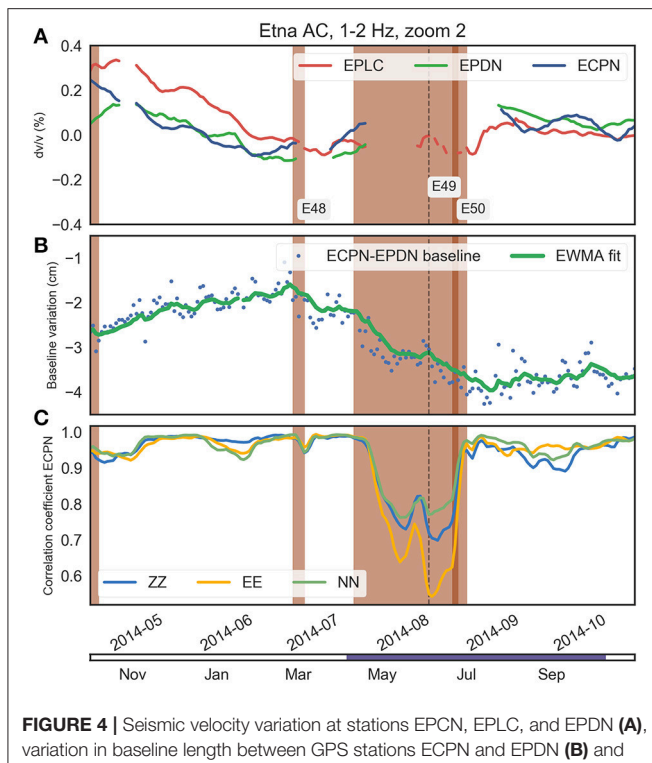 Etna AC, 1-2 Hz, zoom 2
A
0.4
0.2
0.0
−0.2
−0.4
dv/v (%)
EPLC EPDN ECPN
E48
E49
E50
B
−1
−2
−3
−4
Baseline variation (cm)
ECPN-EPDN baseline EWMA fit
C
1.0
0.9
0.8
0.7
0.6
Correlation coefficient ECPN
ZZ EE NN
2014-05 2014-06 2014-07 2014-08 2014-09 2014-10
Nov Jan Mar May Jul Sep
FIGURE 4 | Seismic velocity variation at stations EPCN, EPLC, and EPDN (A),
variation in baseline length between GPS stations ECPN and EPDN (B) and